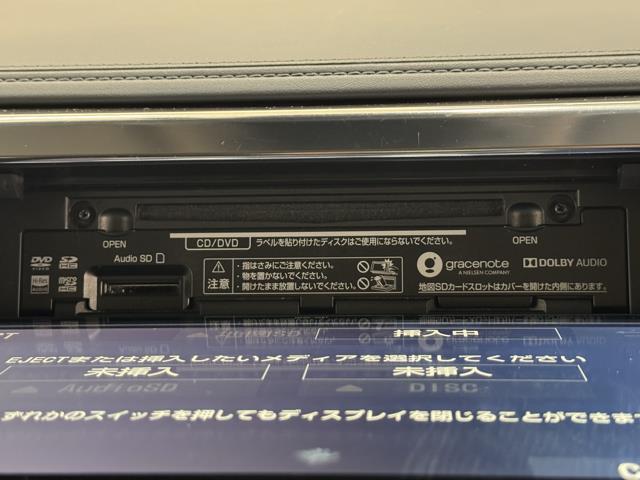 CD/DVD ラベルを貼り付けたディスクはご使用にならないでください。
OPEN
OPEN
DVD VIDEO
SD HC
Hi-Res AUDIO
micro SD HC
Audio SD
注意
・指はさみにご注意ください。
・物を置かないでください。
・開けたまま放置しないでください。
gracenote
A NIELSEN COMPANY
DOLBY AUDIO
地図SDカードスロットはカバーを開けた内側にあります。
挿入中
EJECTまたは挿入したいメディアを選択してください
未挿入
未挿入
AudioSD
DISC
ずれかのスイッチを押してもディスプレイを閉じることができま